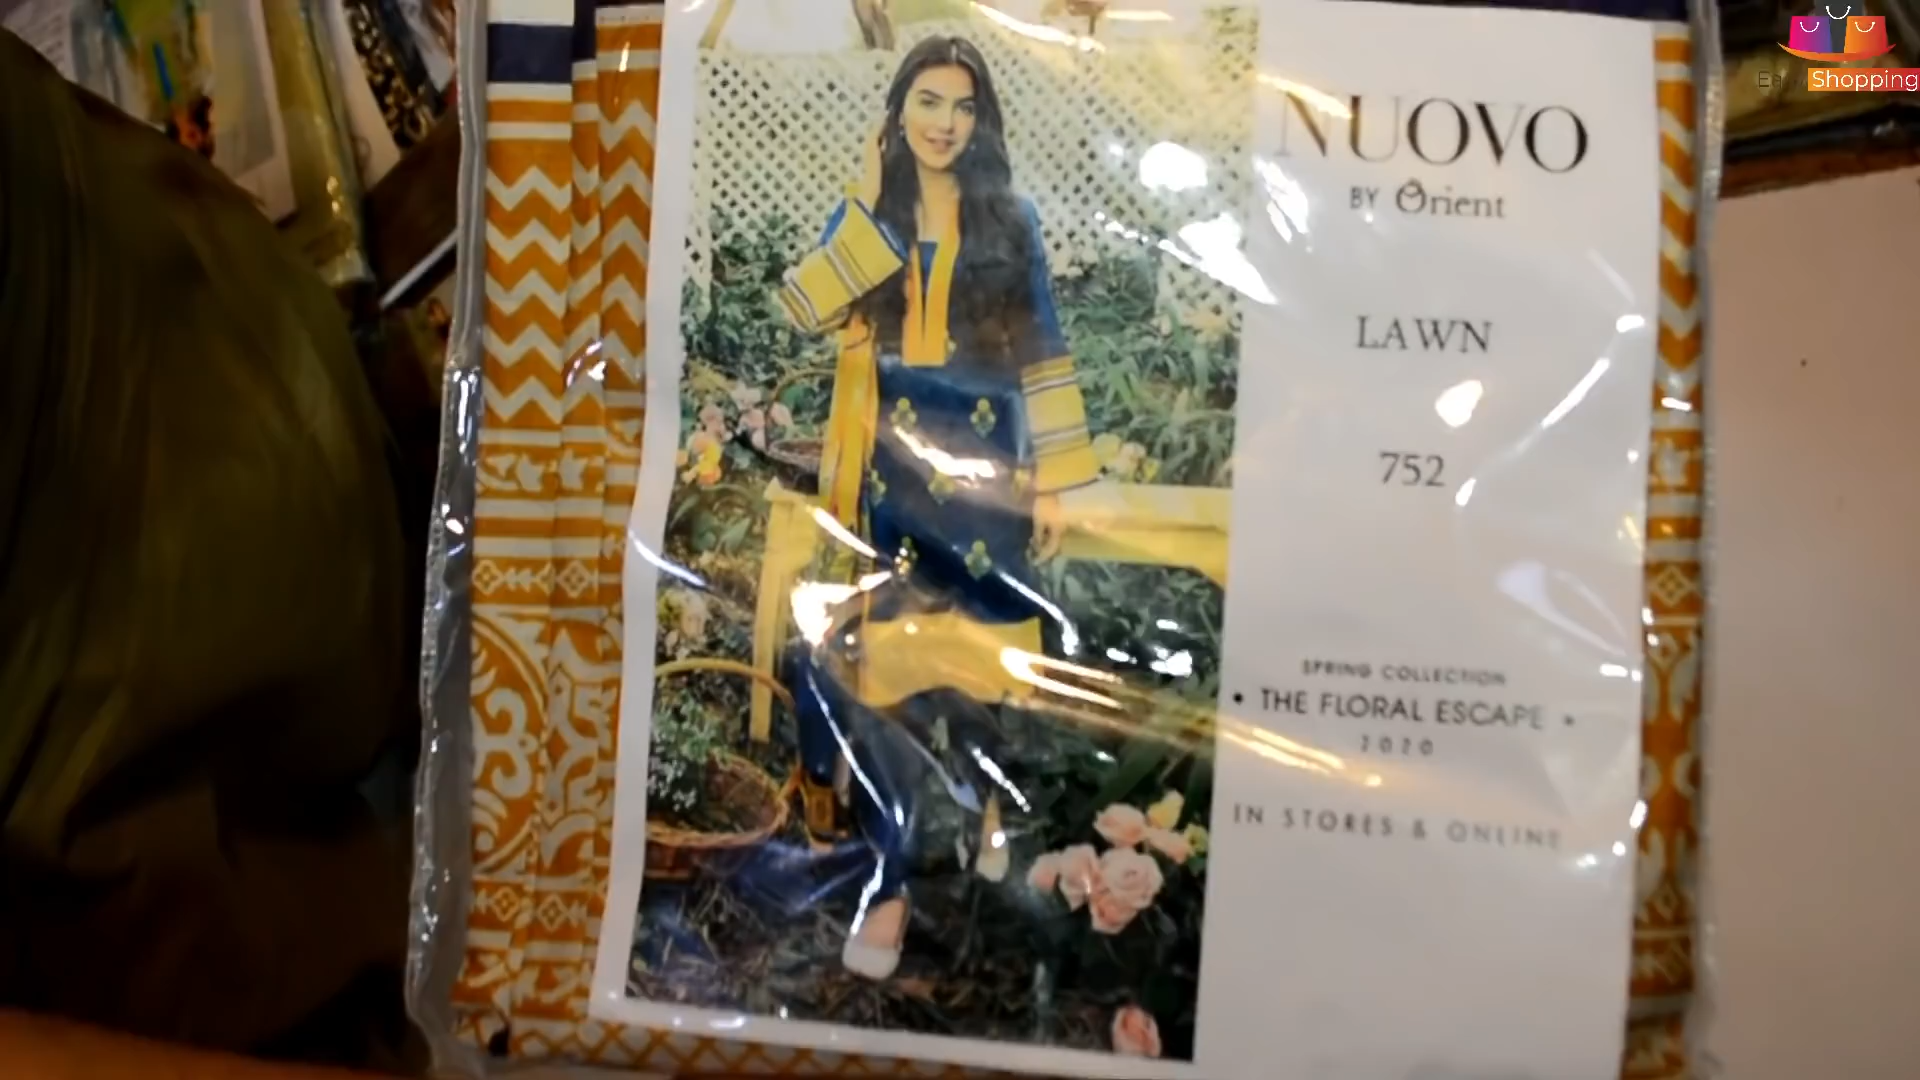 Shopping
NUOVO
BY Orient
LAWN
752
SPRING COLLECTION
• THE FLORAL ESCAPE •
2020
IN STORES & ONLINE